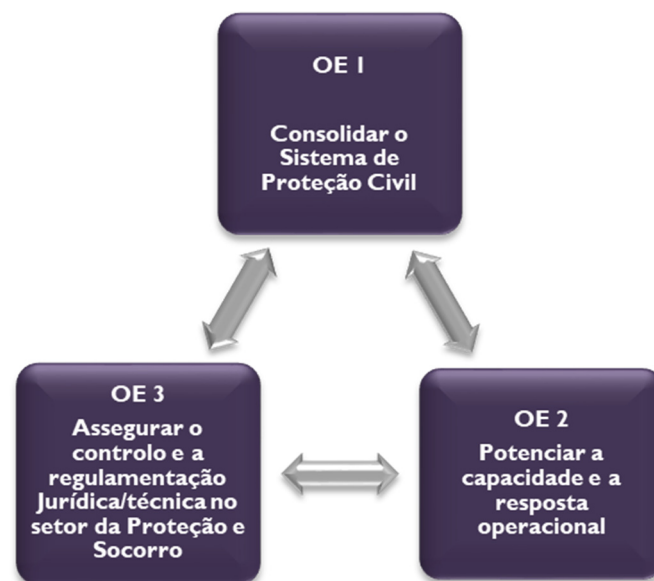 OE 1
Consolidar o
Sistema de
Proteção Civil
OE 3
Assegurar o
controlo e a
regulamentação
Jurídica/técnica no
setor da Proteção e
Socorro
OE 2
Potenciar a
capacidade e a
resposta
operacional